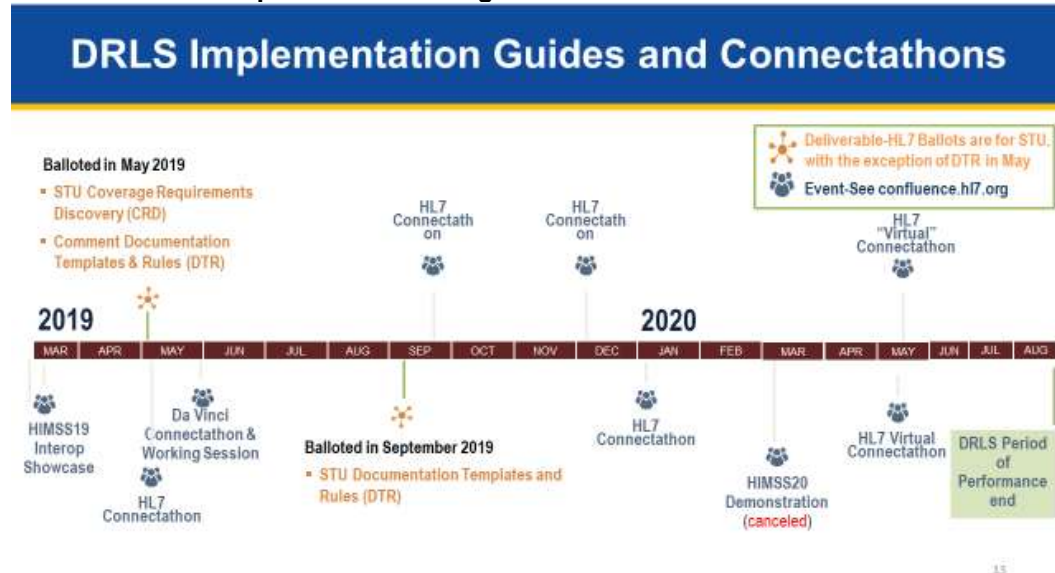 DRLS Implementation Guides and Connectathons
Deliverable-HL7 Ballots are for STU,
with the exception of DTR in May
Event-See confluence.hl7.org
Balloted in May 2019
▪ STU Coverage Requirements
Discovery (CRD)
▪ Comment Documentation
Templates & Rules (DTR)
HL7
Connectath
on
HL7
Connectath
on
HL7
"Virtual"
Connectathon
2019
2020
MAR APR MAY JUN JUL AUG SEP OCT NOV DEC JAN FEB MAR APR MAY JUN JUL AUG
HIMSS19
Interop
Showcase
HL7
Connectathon
Da Vinci
Connectathon &
Working Session
Balloted in September 2019
▪ STU Documentation Templates and
Rules (DTR)
HL7
Connectathon
HIMSS20
Demonstration
(canceled)
HL7 Virtual
Connectathon
DRLS Period
of
Performance
end
15